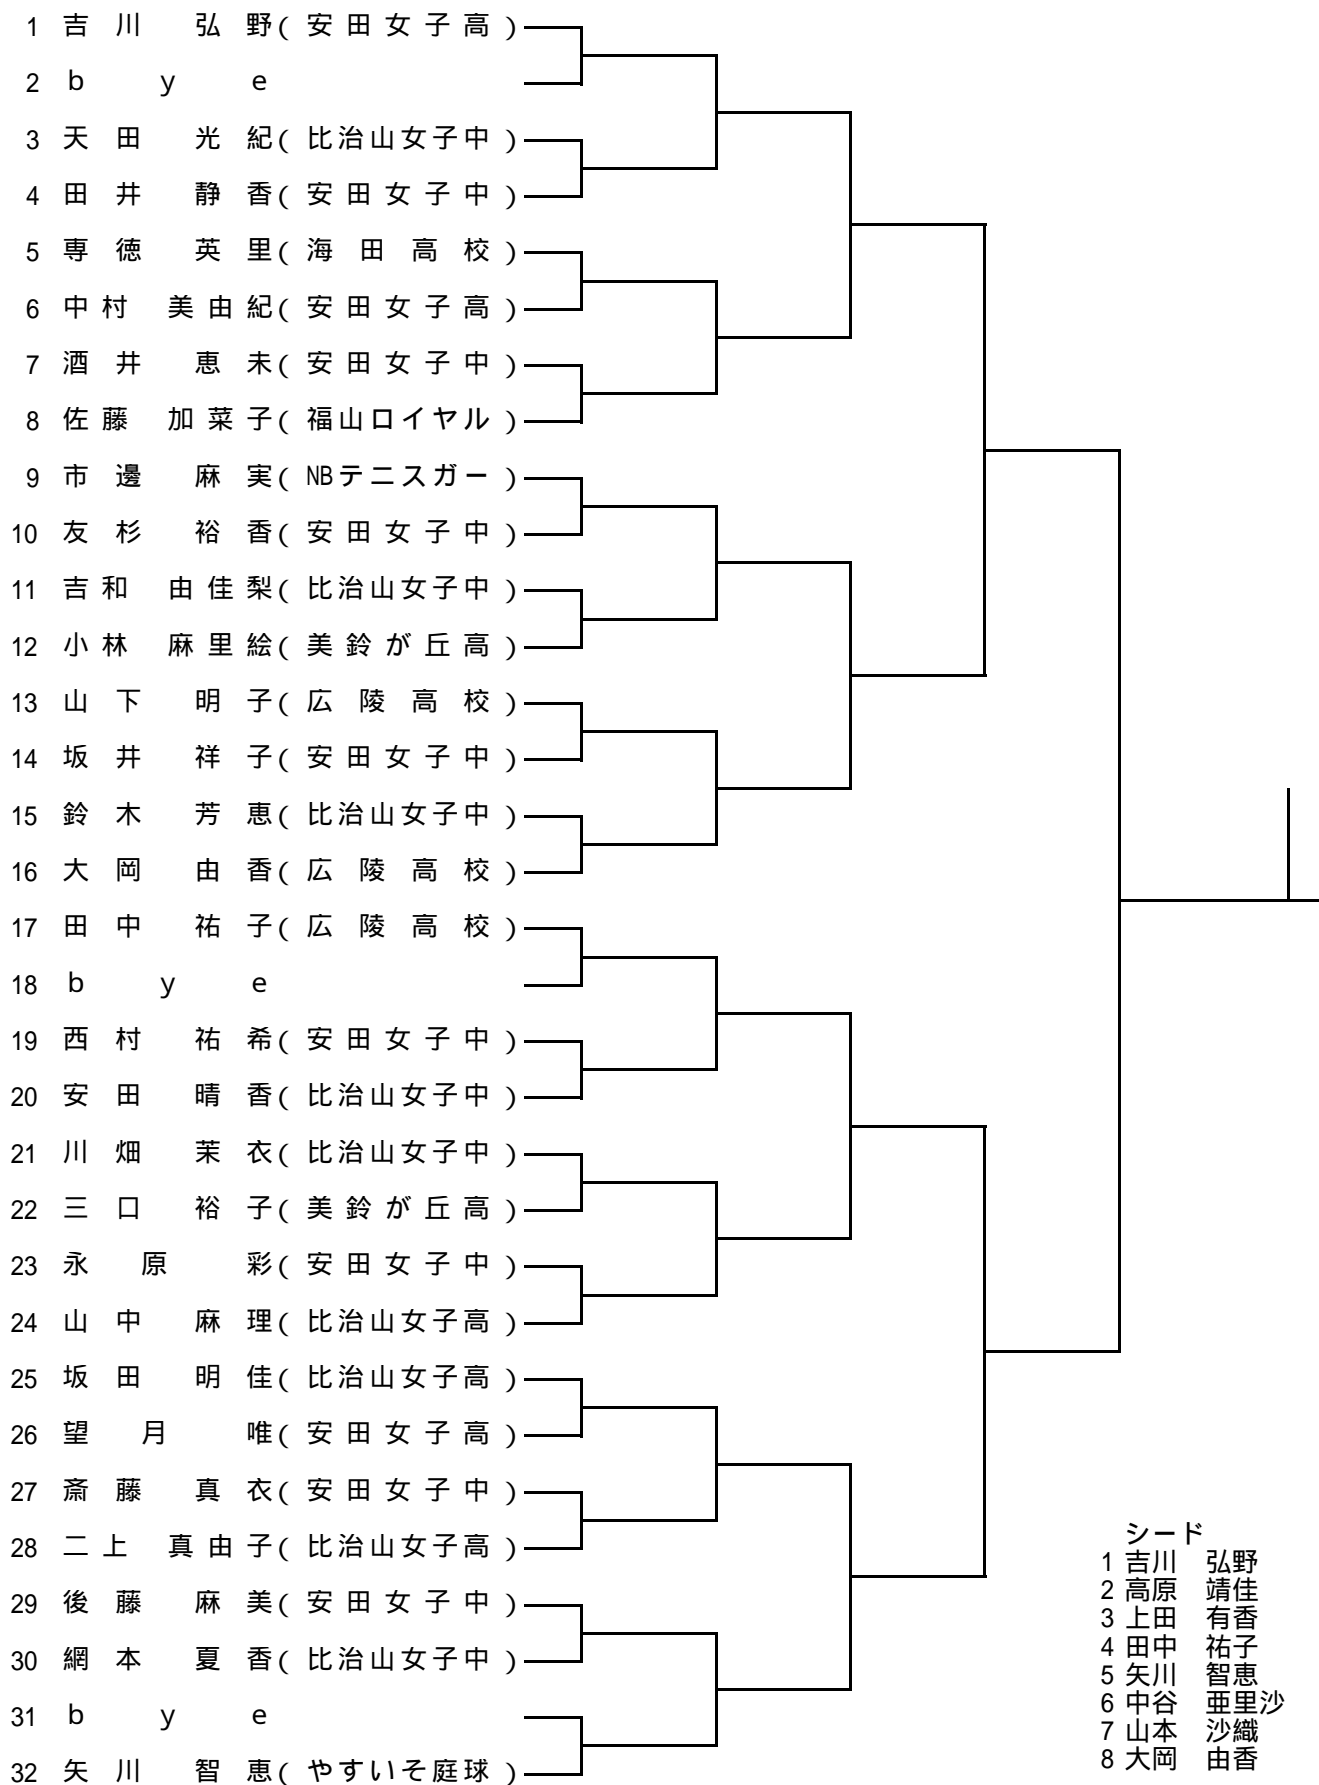 1 吉川 弘野(安田女子高)
2 bye
3 天田 光紀(比治山女子中)
4 田井 静香(安田女子中)
5 専徳 英里(海田高校)
6 中村 美由紀(安田女子高)
7 酒井 恵未(安田女子中)
8 佐藤 加菜子(福山ロイヤル)
9 市邊 麻実(NBテニスガー)
10 友杉 裕香(安田女子中)
11 吉和 由佳梨(比治山女子中)
12 小林 麻里絵(美鈴が丘高)
13 山下 明子(広陵高校)
14 坂井 祥子(安田女子中)
15 鈴木 芳恵(比治山女子中)
16 大岡 由香(広陵高校)
17 田中 祐子(広陵高校)
18 bye
19 西村 祐希(安田女子中)
20 安田 晴香(比治山女子中)
21 川畑 茉衣(比治山女子中)
22 三口 裕子(美鈴が丘高)
23 永原 彩(安田女子中)
24 山中 麻理(比治山女子高)
25 坂田 明佳(比治山女子高)
26 望月 唯(安田女子高)
27 斎藤 真衣(安田女子中)
28 二上 真由子(比治山女子高)
29 後藤 麻美(安田女子中)
30 網本 夏香(比治山女子中)
31 bye
32 矢川 智恵(やすいそ庭球)
シード
1 吉川 弘野
2 高原 靖佳
3 上田 有香
4 田中 祐子
5 矢川 智恵
6 中谷 亜里沙
7 山本 沙織
8 大岡 由香